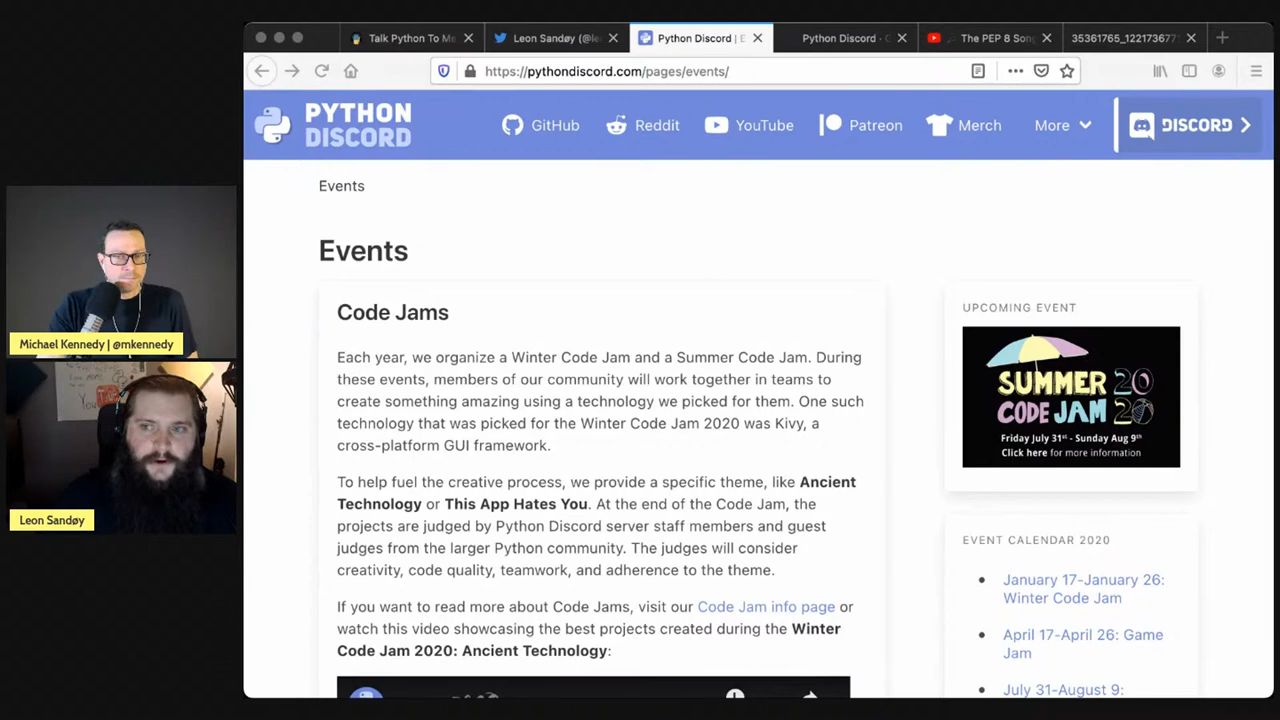 Talk Python To Me
Leon Sandøy (@le
Python Discord | E
Python Discord · G
The PEP 8 Song
35361765_12217367
https://pythondiscord.com/pages/events/
PYTHON
DISCORD
GitHub
Reddit
YouTube
Patreon
Merch
More
DISCORD
Events
Events
Code Jams
Each year, we organize a Winter Code Jam and a Summer Code Jam. During
these events, members of our community will work together in teams to
create something amazing using a technology we picked for them. One such
technology that was picked for the Winter Code Jam 2020 was Kivy, a
cross-platform GUI framework.
To help fuel the creative process, we provide a specific theme, like Ancient
Technology or This App Hates You. At the end of the Code Jam, the
projects are judged by Python Discord server staff members and guest
judges from the larger Python community. The judges will consider
creativity, code quality, teamwork, and adherence to the theme.
If you want to read more about Code Jams, visit our Code Jam info page or
watch this video showcasing the best projects created during the Winter
Code Jam 2020: Ancient Technology:
UPCOMING EVENT
SUMMER 20
CODE JAM 20
Friday July 31st - Sunday Aug 9th
Click here for more information
EVENT CALENDAR 2020
January 17-January 26:
Winter Code Jam
April 17-April 26: Game
Jam
July 31-August 9:
Michael Kennedy | @mkennedy
Leon Sandøy